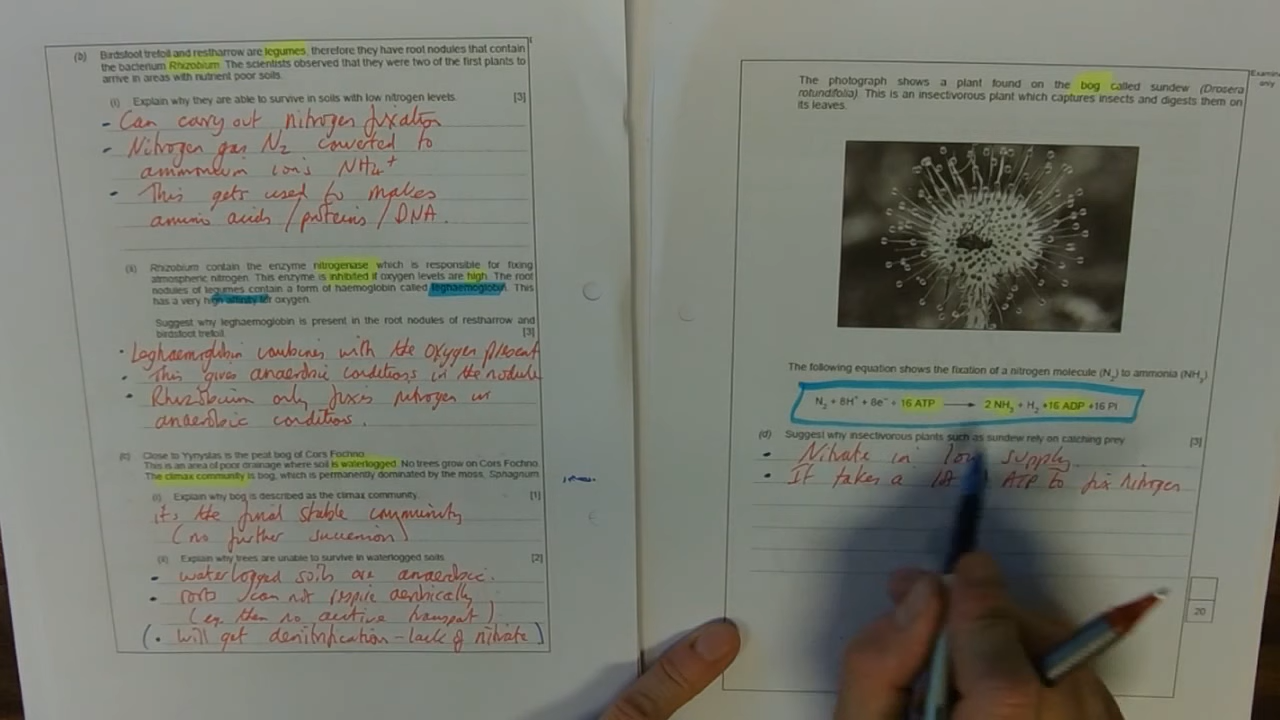 (b) Birdsfoot trefoil and restharrow are legumes, therefore they have root nodules that contain
the bacterium Rhizobium. The scientists observed that they were two of the first plants to
arrive in areas with nutrient poor soils.
(i) Explain why they are able to survive in soils with low nitrogen levels. [3]
- Can carry out nitrogen fixation
- Nitrogen gas N2 converted to
ammonium ions NH4+
• This gets used to makes
amino acids / proteins / DNA.
(ii) Rhizobium contain the enzyme nitrogenase which is responsible for fixing
atmospheric nitrogen. This enzyme is inhibited if oxygen levels are high. The root
nodules of legumes contain a form of haemoglobin called leghaemoglobin. This
has a very high affinity for oxygen.
Suggest why leghaemoglobin is present in the root nodules of restharrow and
birdsfoot trefoil. [3]
• Leghaemoglobin combines with the oxygen present
• This gives anaerobic conditions in the nodule
• Rhizobium only fixes nitrogen in
anaerobic conditions.
(c) Close to Ynyslas is the peat bog of Cors Fochno.
This is an area of poor drainage where soil is waterlogged. No trees grow on Cors Fochno.
The climax community is bog, which is permanently dominated by the moss, Sphagnum.
(i) Explain why bog is described as the climax community. [1]
its the final stable community
(no further succession)
(ii) Explain why trees are unable to survive in waterlogged soils. [2]
• waterlogged soils are anaerobic.
• roots can not respire aerobically
(eg then no active transport)
(• will get denitrification - lack of nitrate)
Examiner
only
The photograph shows a plant found on the bog called sundew (Drosera
rotundifolia). This is an insectivorous plant which captures insects and digests them on
its leaves.
The following equation shows the fixation of a nitrogen molecule (N2) to ammonia (NH3)
N2 + 8H+ + 8e- + 16 ATP ⟶ 2 NH3 + H2 +16 ADP +16 Pi
(d) Suggest why insectivorous plants such as sundew rely on catching prey. [3]
• Nitrate in low supply.
• It takes a ATP to fix nitrogen
20